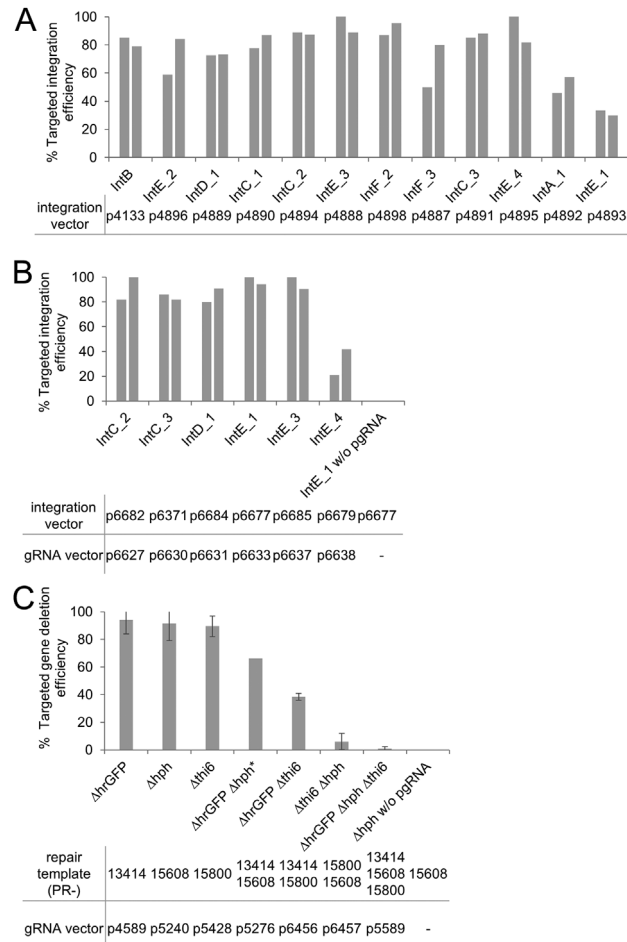 A
% Targeted integration
efficiency
100
80
60
40
20
0
IntB IntE_2 IntD_1 IntC_1 IntC_2 IntE_3 IntF_2 IntF_3 IntC_3 IntE_4 IntA_1 IntE_1
integration
vector
p4133 p4896 p4889 p4890 p4894 p4888 p4898 p4887 p4891 p4895 p4892 p4893
B
% Targeted integration
efficiency
100
80
60
40
20
0
IntC_2 IntC_3 IntD_1 IntE_1 IntE_3 IntE_4 IntE_1 w/o pgRNA
integration
vector
p6682 p6371 p6684 p6677 p6685 p6679 p6677
gRNA vector p6627 p6630 p6631 p6633 p6637 p6638 -
C
% Targeted gene deletion
efficiency
100
80
60
40
20
0
ΔhrGFP Δhph Δthi6 ΔhrGFP Δhph* ΔhrGFP Δthi6 Δthi6 Δhph ΔhrGFP Δhph Δthi6 Δhph w/o pgRNA
repair
template
(PR-)
13414 15608 15800 13414 13414 15800 13414 15608
15608 15800 15608 15608
15800
gRNA vector p4589 p5240 p5428 p5276 p6456 p6457 p5589 -